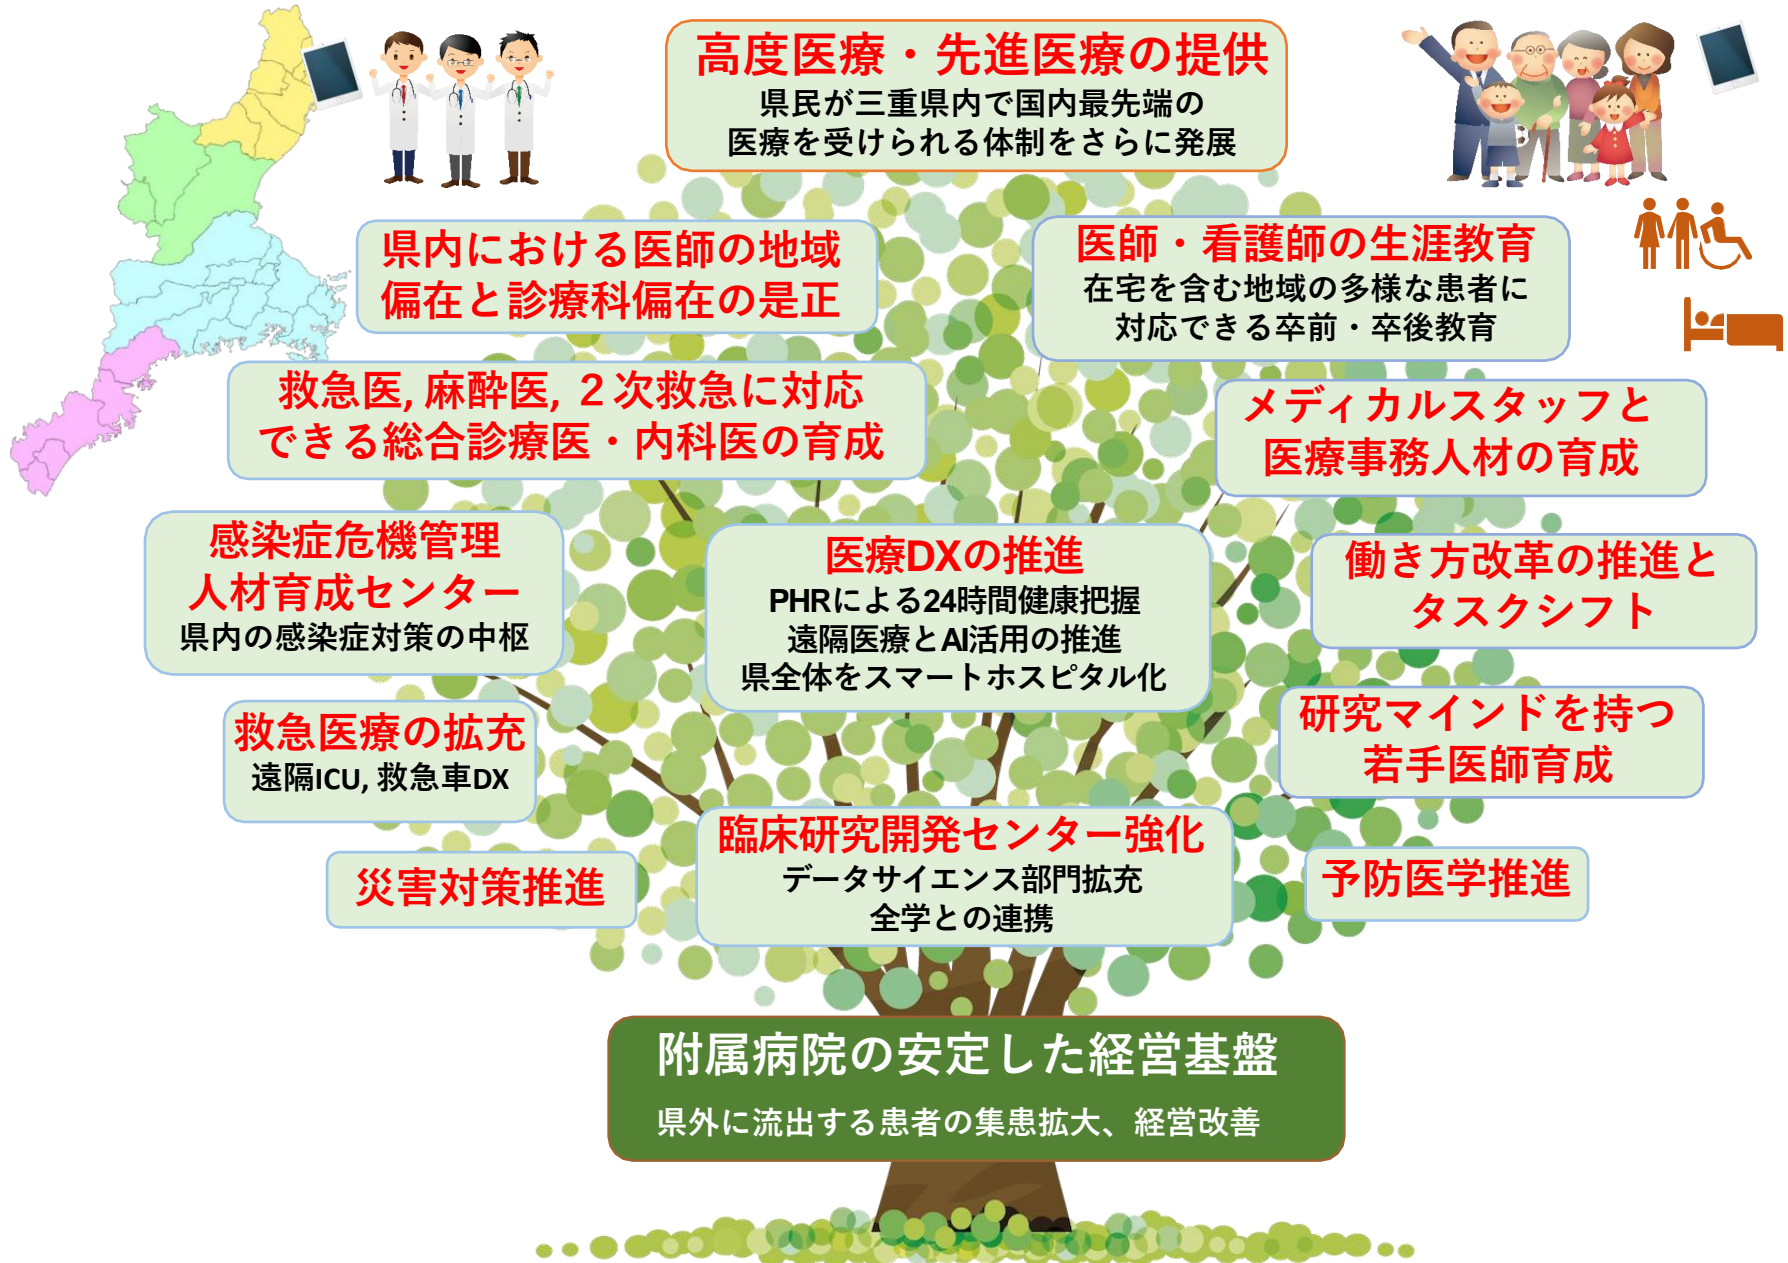 高度医療・先進医療の提供
県民が三重県内で国内最先端の
医療を受けられる体制をさらに発展
県内における医師の地域
偏在と診療科偏在の是正
医師・看護師の生涯教育
在宅を含む地域の多様な患者に
対応できる卒前・卒後教育
救急医, 麻酔医, ２次救急に対応
できる総合診療医・内科医の育成
メディカルスタッフと
医療事務人材の育成
感染症危機管理
人材育成センター
県内の感染症対策の中枢
医療DXの推進
PHRによる24時間健康把握
遠隔医療とAI活用の推進
県全体をスマートホスピタル化
働き方改革の推進と
タスクシフト
救急医療の拡充
遠隔ICU, 救急車DX
研究マインドを持つ
若手医師育成
災害対策推進
臨床研究開発センター強化
データサイエンス部門拡充
全学との連携
予防医学推進
附属病院の安定した経営基盤
県外に流出する患者の集患拡大、経営改善